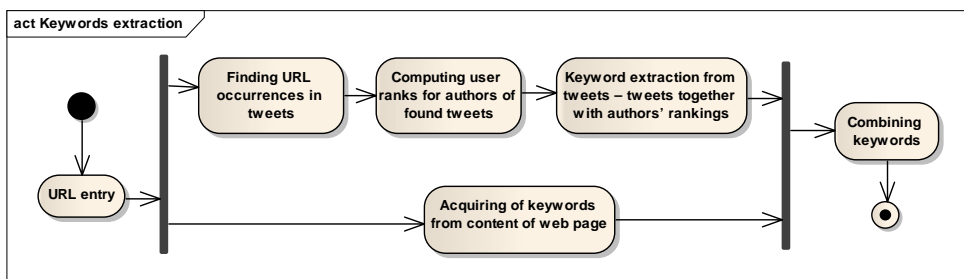 act Keywords extraction
Finding URL
occurrences in
tweets
Computing user
ranks for authors of
found tweets
Keyword extraction from
tweets – tweets together
with authors' rankings
Combining
keywords
URL entry
Acquiring of keywords
from content of web page